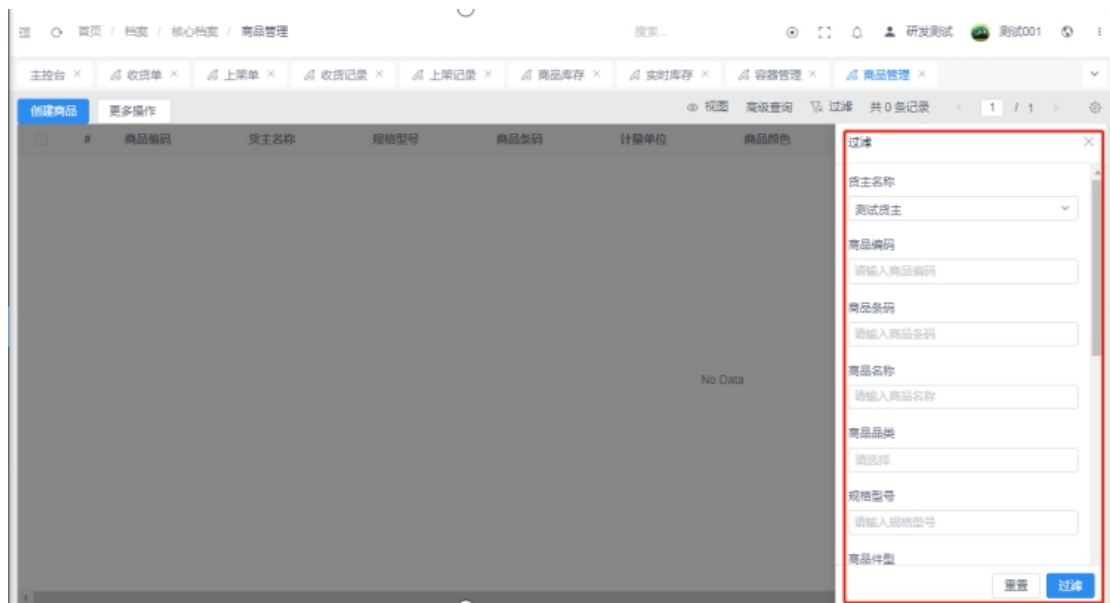 首页 / 档案 / 核心档案 / 商品管理 搜索... 研发测试 测试001
主控台 × 收货单 × 上架单 × 收货记录 × 上架记录 × 商品库存 × 实时库存 × 容器管理 × 商品管理 ×
创建商品 更多操作 视图 高级查询 过滤 共 0 条记录 < 1 / 1 >
# 商品编码 货主名称 规格型号 商品条码 计量单位 商品颜色
No Data
过滤 ×
货主名称
测试货主
商品编码
请输入商品编码
商品条码
请输入商品条码
商品名称
请输入商品名称
商品品类
请选择
规格型号
请输入规格型号
商品件型
重置 过滤